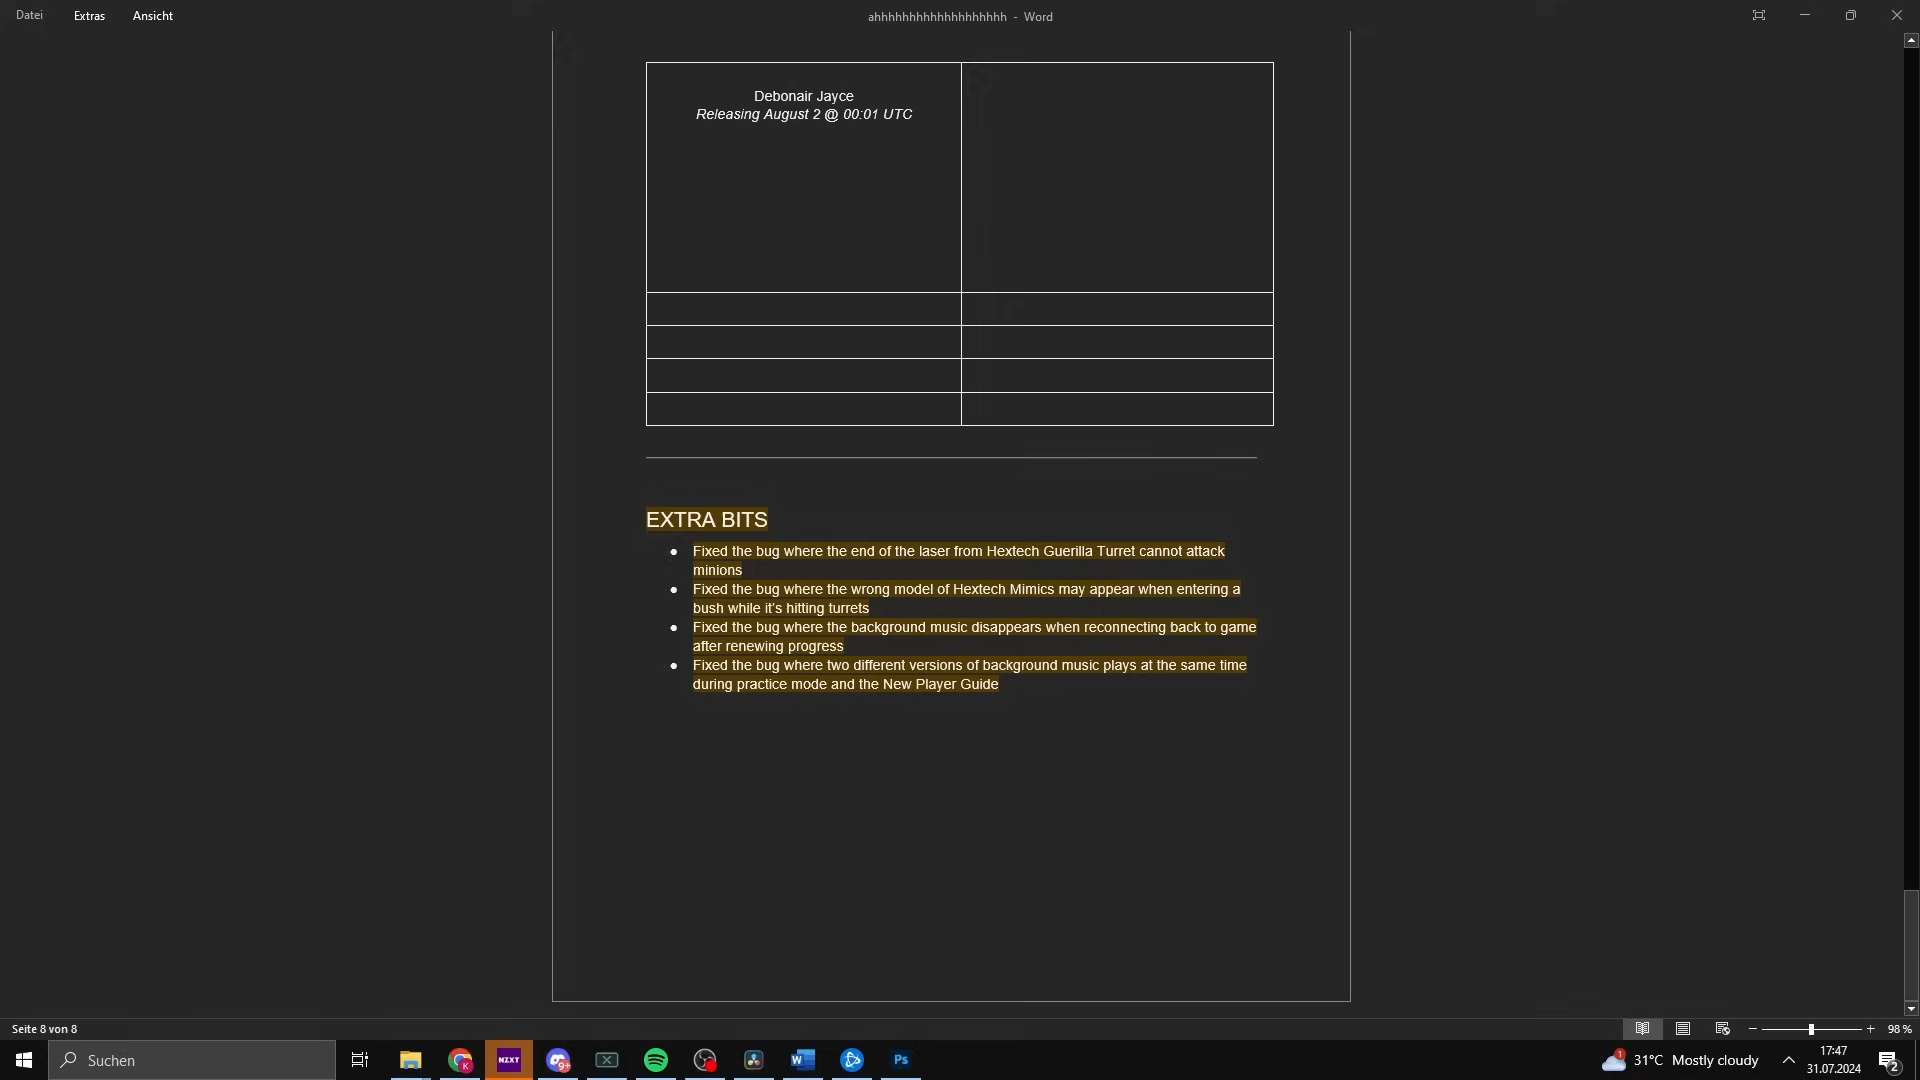 Datei Extras Ansicht ahhhhhhhhhhhhhhhhhhh - Word
Debonair Jayce
Releasing August 2 @ 00:01 UTC
EXTRA BITS
Fixed the bug where the end of the laser from Hextech Guerilla Turret cannot attack
minions
Fixed the bug where the wrong model of Hextech Mimics may appear when entering a
bush while it's hitting turrets
Fixed the bug where the background music disappears when reconnecting back to game
after renewing progress
Fixed the bug where two different versions of background music plays at the same time
during practice mode and the New Player Guide
Seite 8 von 8 98 %
Suchen K NZXT 9+ W Ps 1 31°C Mostly cloudy 17:47 2
31.07.2024